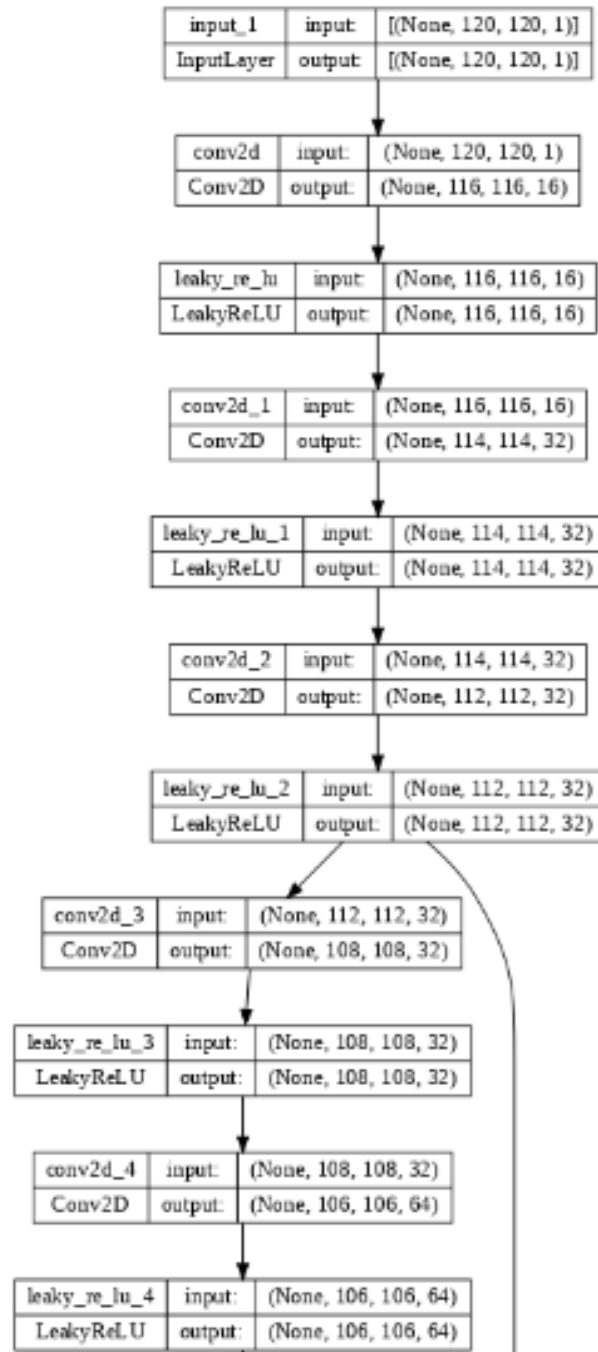 input_1 input: [(None, 120, 120, 1)]
InputLayer output: [(None, 120, 120, 1)]
conv2d input: (None, 120, 120, 1)
Conv2D output: (None, 116, 116, 16)
leaky_re_lu input: (None, 116, 116, 16)
LeakyReLU output: (None, 116, 116, 16)
conv2d_1 input: (None, 116, 116, 16)
Conv2D output: (None, 114, 114, 32)
leaky_re_lu_1 input: (None, 114, 114, 32)
LeakyReLU output: (None, 114, 114, 32)
conv2d_2 input: (None, 114, 114, 32)
Conv2D output: (None, 112, 112, 32)
leaky_re_lu_2 input: (None, 112, 112, 32)
LeakyReLU output: (None, 112, 112, 32)
conv2d_3 input: (None, 112, 112, 32)
Conv2D output: (None, 108, 108, 32)
leaky_re_lu_3 input: (None, 108, 108, 32)
LeakyReLU output: (None, 108, 108, 32)
conv2d_4 input: (None, 108, 108, 32)
Conv2D output: (None, 106, 106, 64)
leaky_re_lu_4 input: (None, 106, 106, 64)
LeakyReLU output: (None, 106, 106, 64)